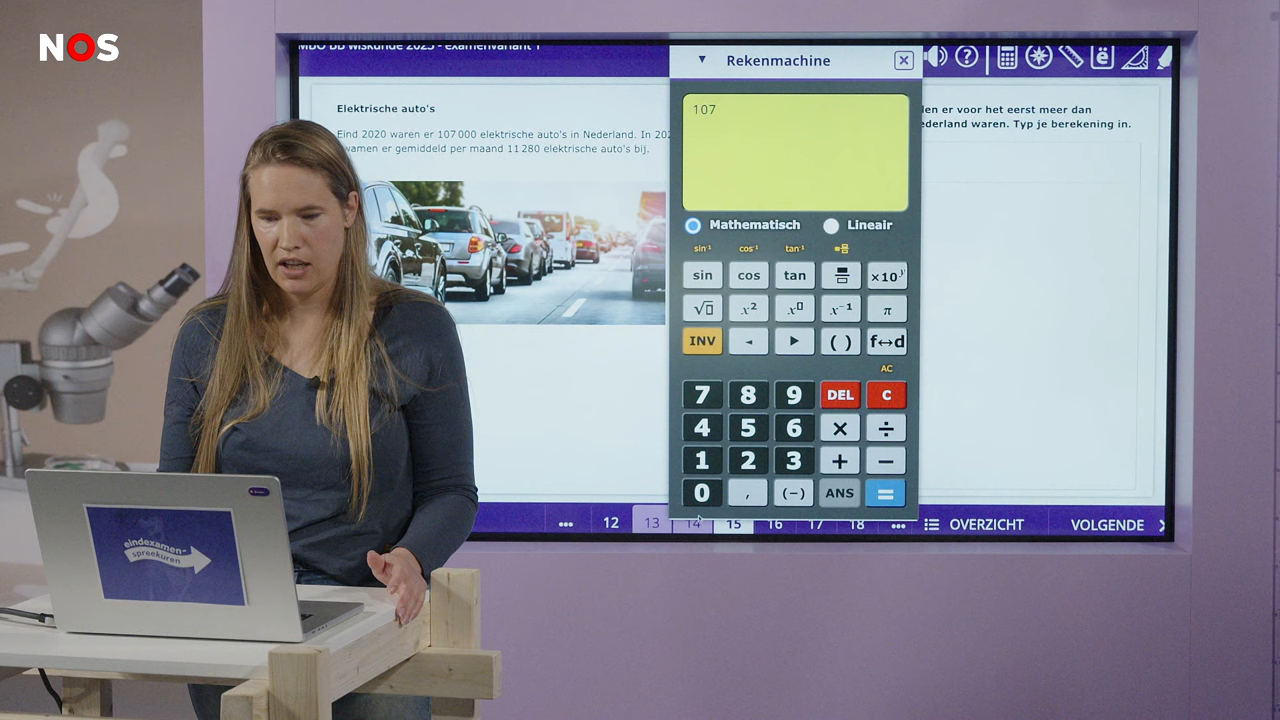 NOS
MBO BB wiskunde 2023 - examenvariant 1
Elektrische auto's
Eind 2020 waren er 107 000 elektrische auto's in Nederland. In 202
kwamen er gemiddeld per maand 11 280 elektrische auto's bij.
Rekenmachine
107
Mathematisch Lineair
sin⁻¹ cos⁻¹ tan⁻¹
sin cos tan ×10ʸ
√ x² x x⁻¹ π
INV ◄ ► ( ) f↔d
AC
7 8 9 DEL C
4 5 6 × ÷
1 2 3 + −
0 , (−) ANS =
len er voor het eerst meer dan
ederland waren. Typ je berekening in.
••• 12 13 14 15 16 17 18 ••• OVERZICHT VOLGENDE
eindexamen-
spreekuren